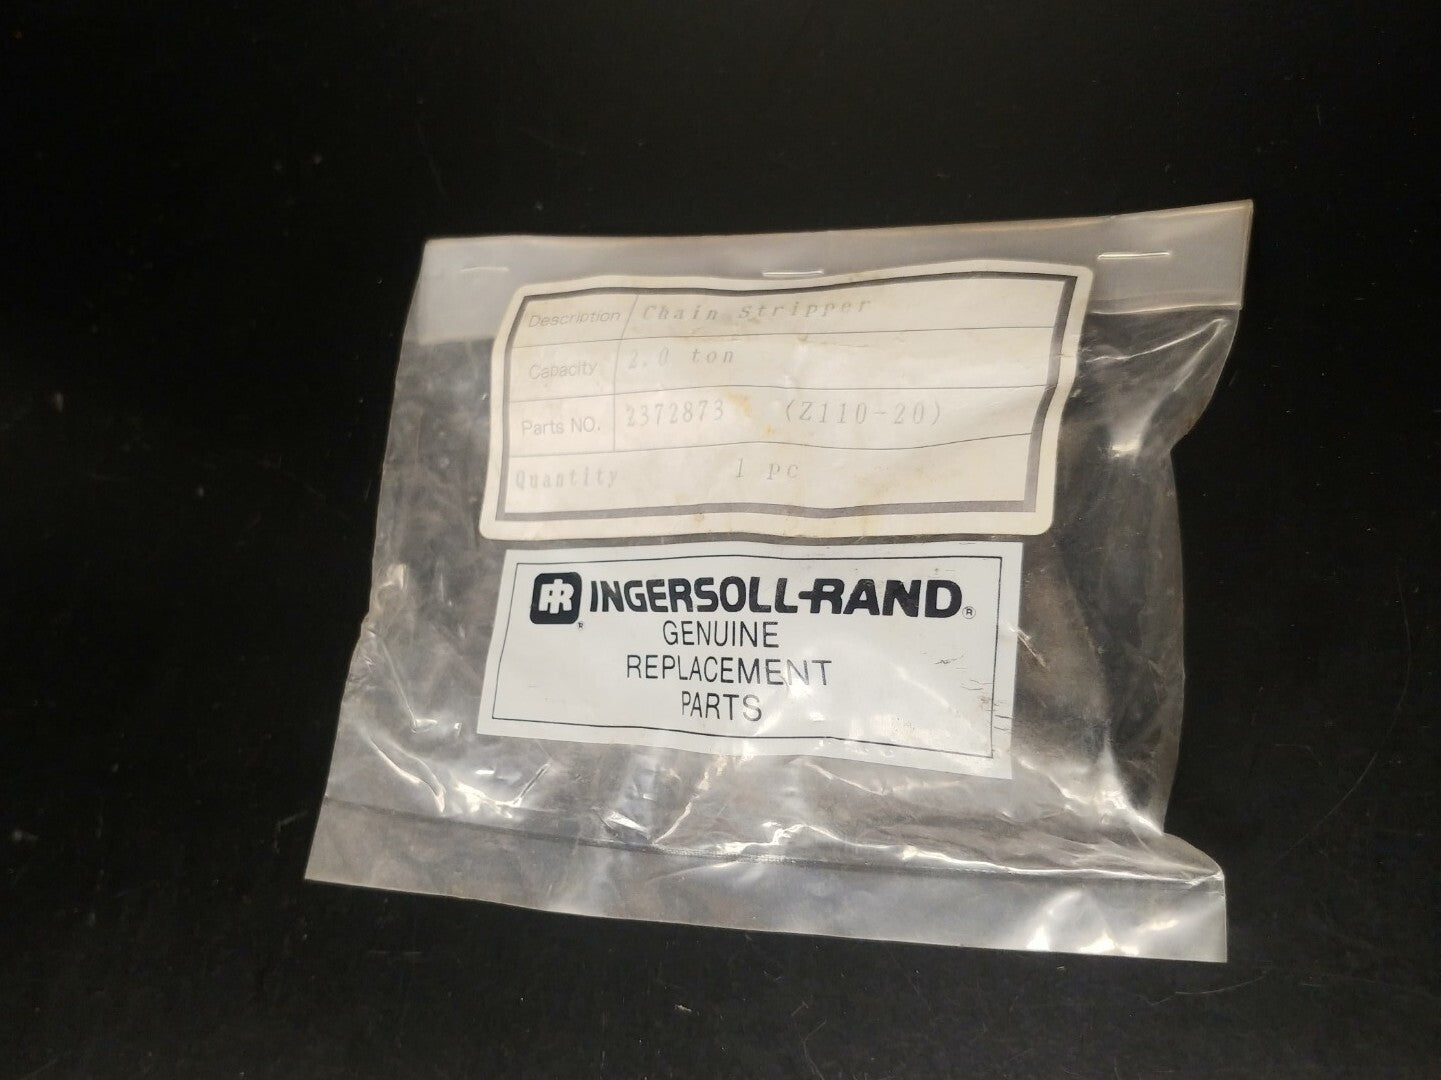 Description Chain stripper
Capacity 2.0 ton
Parts NO. 2372873 (Z110-20)
Quantity 1 pc
IR® INGERSOLL-RAND®
GENUINE
REPLACEMENT
PARTS